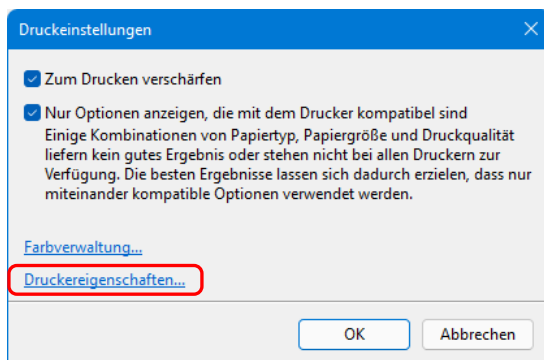 Druckeinstellungen
Zum Drucken verschärfen
Nur Optionen anzeigen, die mit dem Drucker kompatibel sind
Einige Kombinationen von Papiertyp, Papiergröße und Druckqualität
liefern kein gutes Ergebnis oder stehen nicht bei allen Druckern zur
Verfügung. Die besten Ergebnisse lassen sich dadurch erzielen, dass nur
miteinander kompatible Optionen verwendet werden.
Farbverwaltung...
Druckereigenschaften...
OK Abbrechen